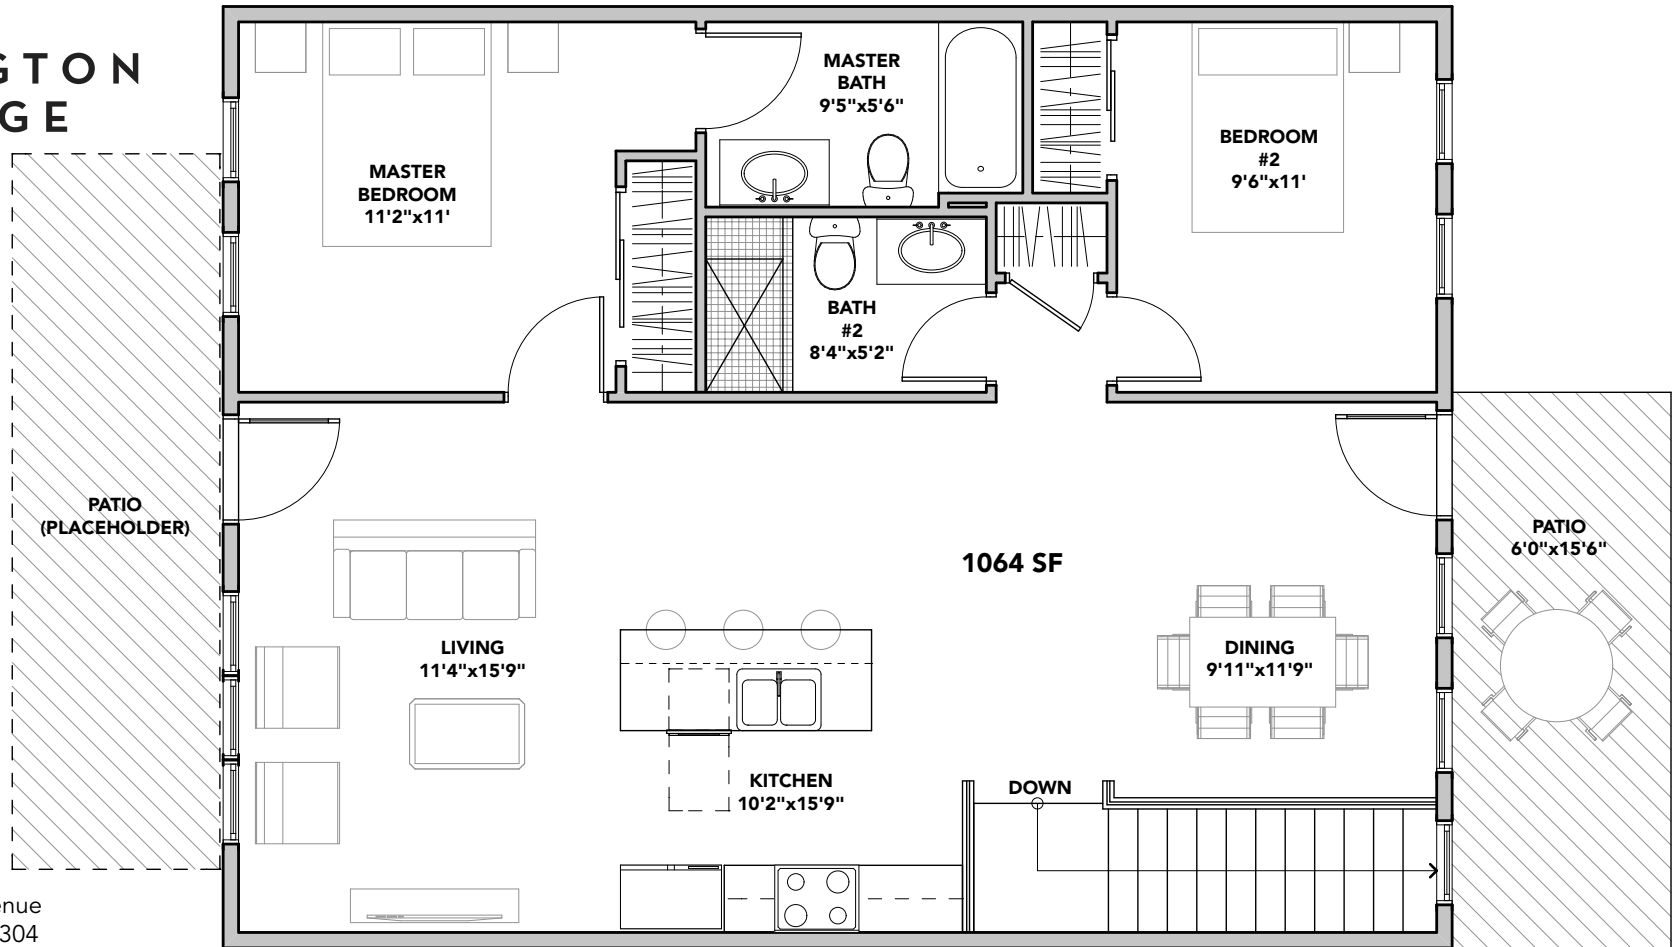 GTON
GE
MASTER
BATH
9'5"x5'6"
BEDROOM
#2
9'6"x11'
MASTER
BEDROOM
11'2"x11'
BATH
#2
8'4"x5'2"
PATIO
(PLACEHOLDER)
1064 SF
PATIO
6'0"x15'6"
LIVING
11'4"x15'9"
DINING
9'11"x11'9"
KITCHEN
10'2"x15'9"
DOWN
enue
304